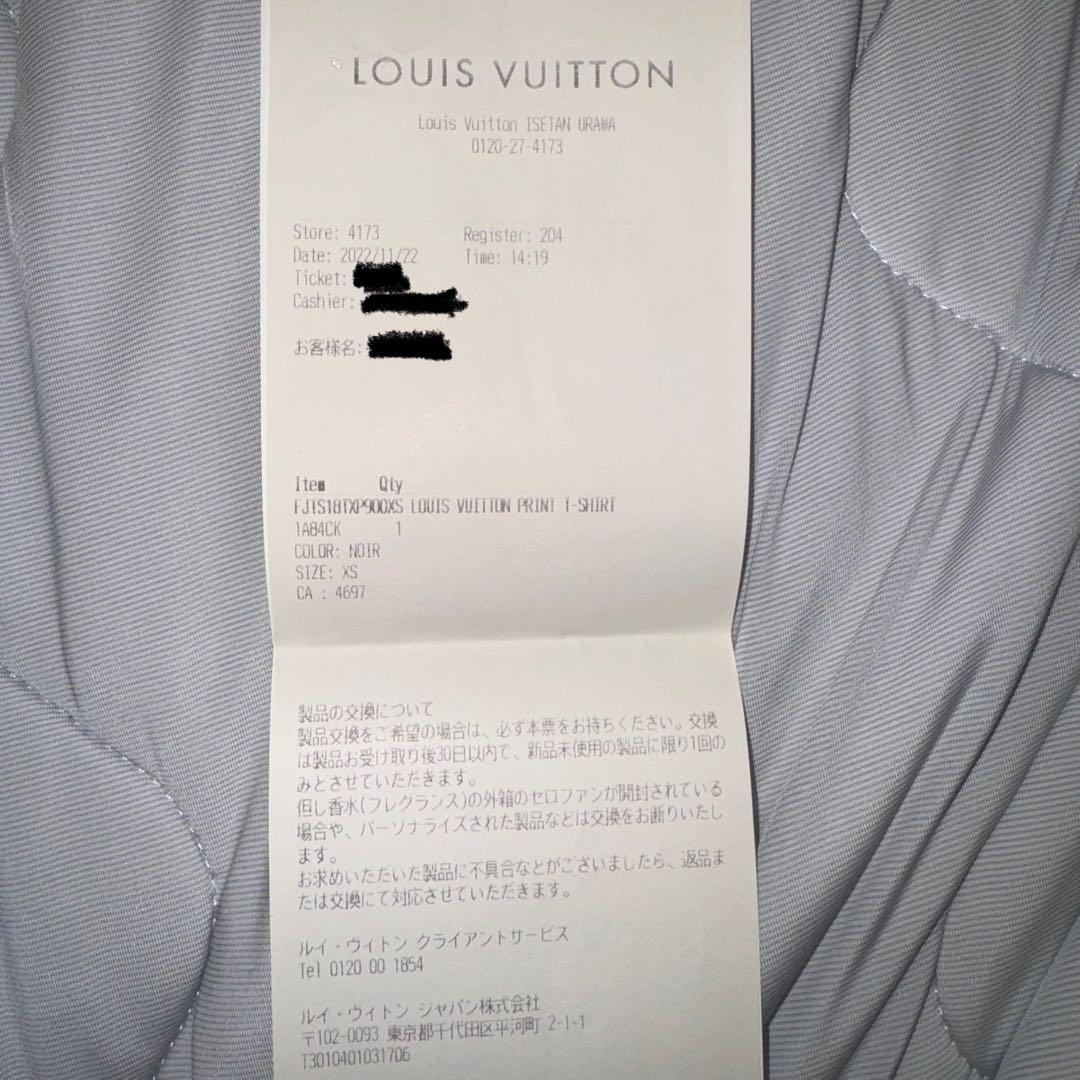 LOUIS VUITTON
Louis Vuitton ISETAN URAWA
0120-27-4173
Store: 4173 Register: 204
Date: 2022/11/22 Time: 14:19
Ticket:
Cashier:
お客様名:
Item Qty
FJTS18TXP900XS LOUIS VUITTON PRINT T-SHIRT
1A84CK 1
COLOR: NOIR
SIZE: XS
CA : 4697
製品の交換について
製品交換をご希望の場合は、必ず本票をお持ちください。交換
は製品お受け取り後30日以内で、新品未使用の製品に限り1回の
みとさせていただきます。
但し香水(フレグランス)の外箱のセロファンが開封されている
場合や、パーソナライズされた製品などは交換をお断りいたし
ます。
お求めいただいた製品に不具合などがございましたら、返品ま
たは交換にて対応させていただきます。
ルイ・ヴィトン クライアントサービス
Tel 0120 00 1854
ルイ・ヴィトン ジャパン株式会社
〒102-0093 東京都千代田区平河町 2-1-1
T3010401031706